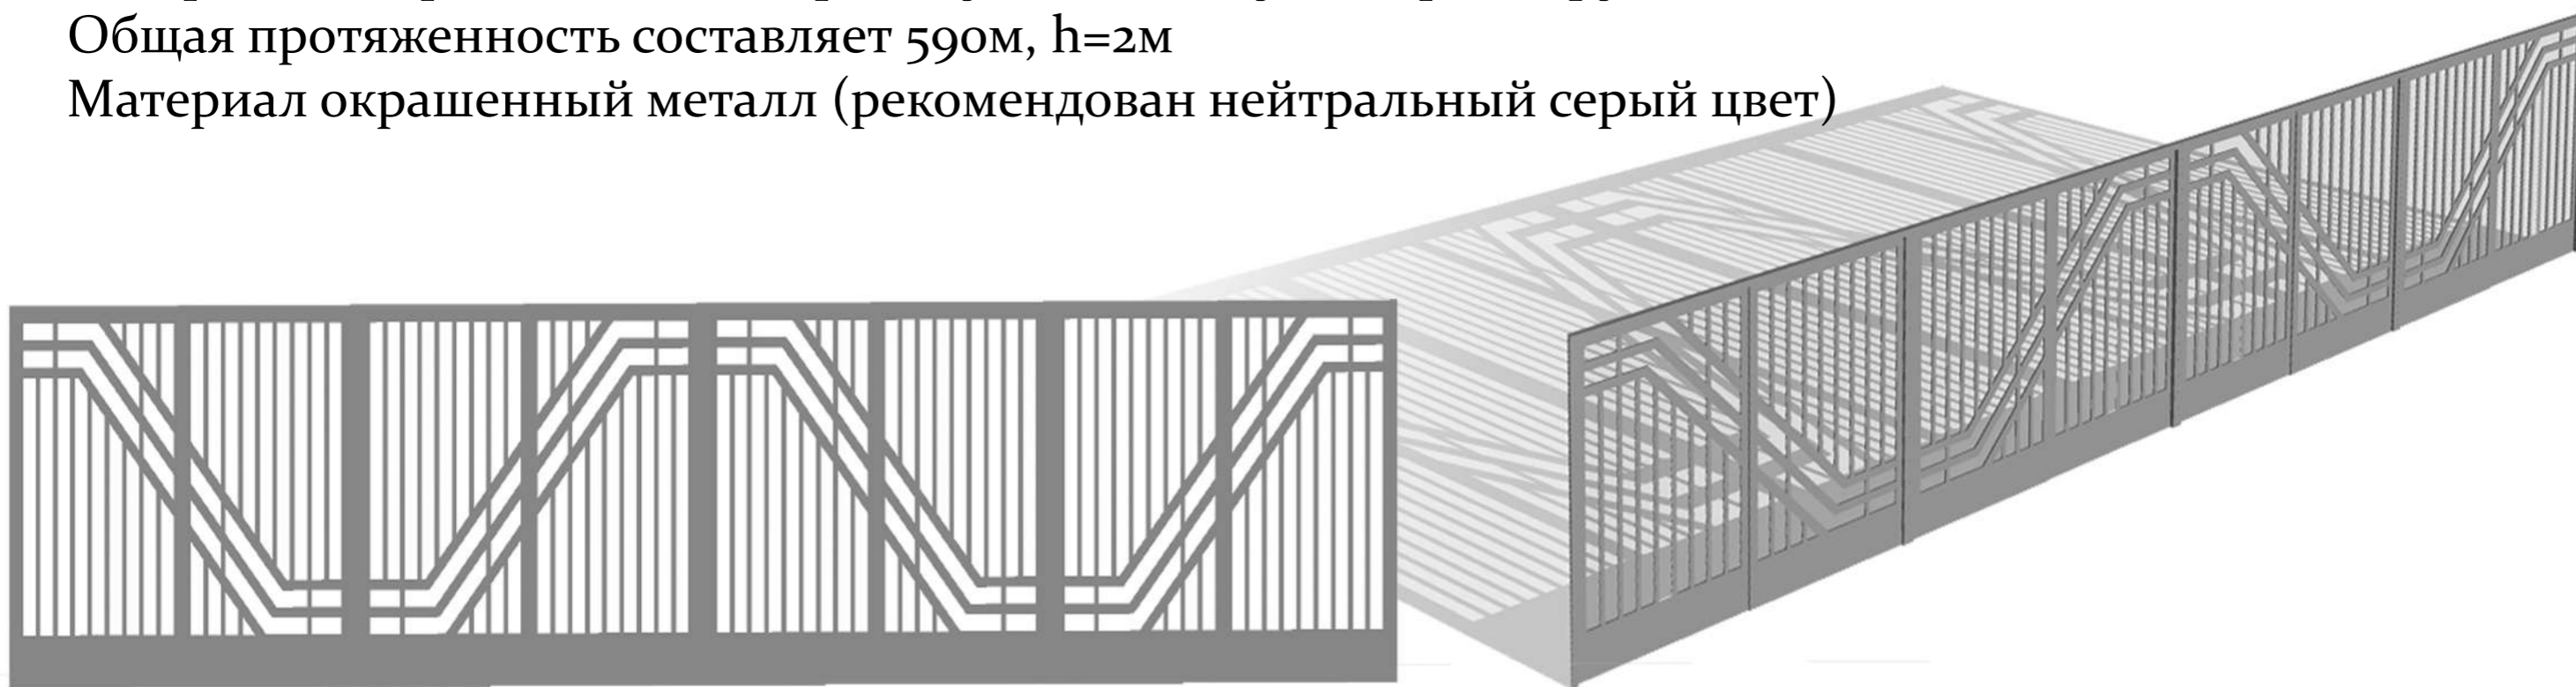 Общая протяженность составляет 590м, h=2м
Материал окрашенный металл (рекомендован нейтральный серый цвет)